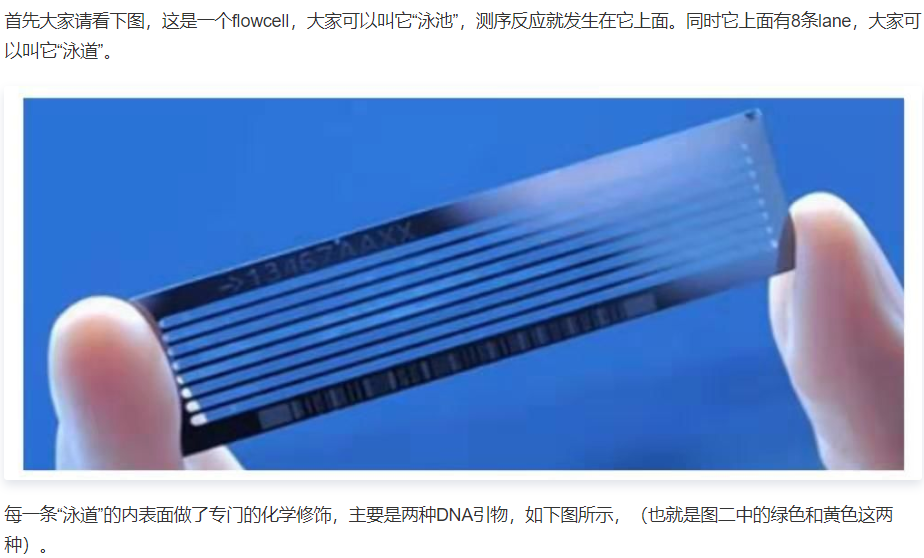 首先大家请看下图，这是一个flowcell，大家可以叫它“泳池”，测序反应就发生在它上面。同时它上面有8条lane，大家可
以叫它“泳道”。
->13467AAXX
每一条“泳道”的内表面做了专门的化学修饰，主要是两种DNA引物，如下图所示，（也就是图二中的绿色和黄色这两
种）。